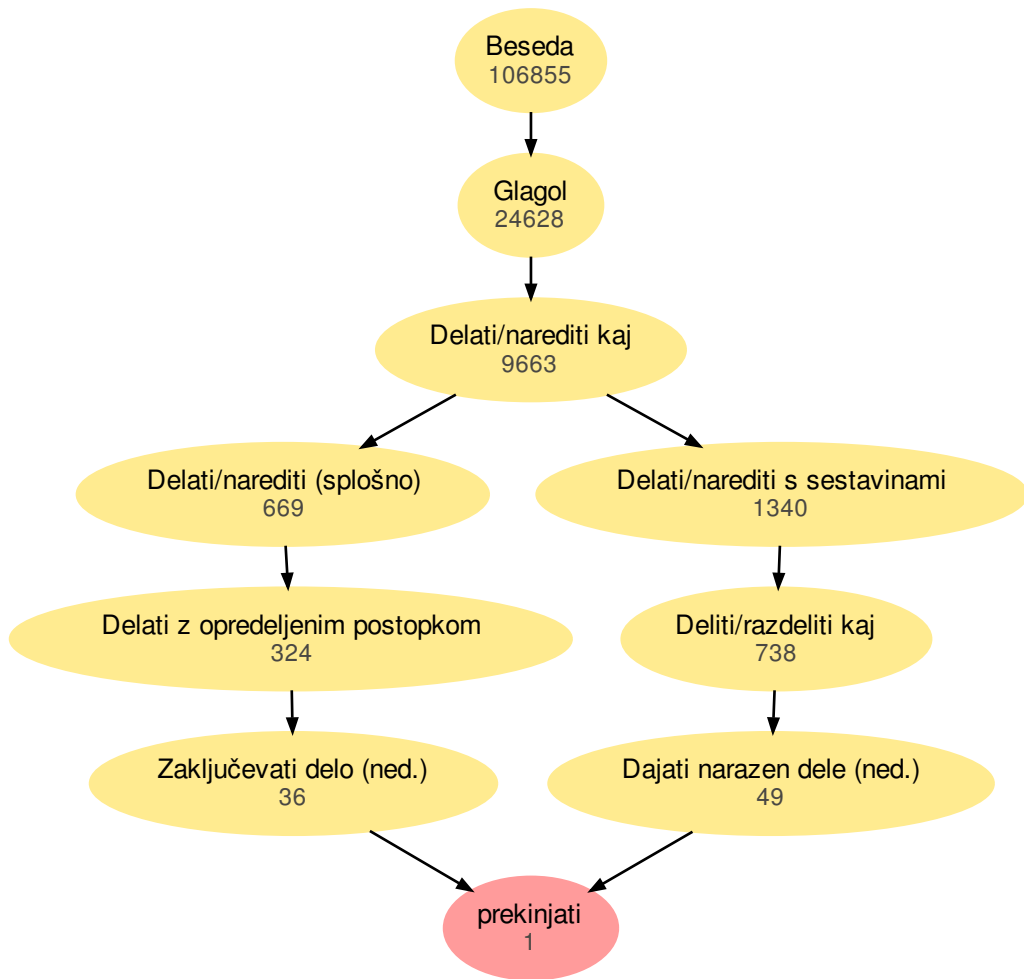 Beseda
106855
Glagol
24628
Delati/narediti kaj
9663
Delati/narediti (splošno)
669
Delati/narediti s sestavinami
1340
Delati z opredeljenim postopkom
324
Deliti/razdeliti kaj
738
Zaključevati delo (ned.)
36
Dajati narazen dele (ned.)
49
prekinjati
1